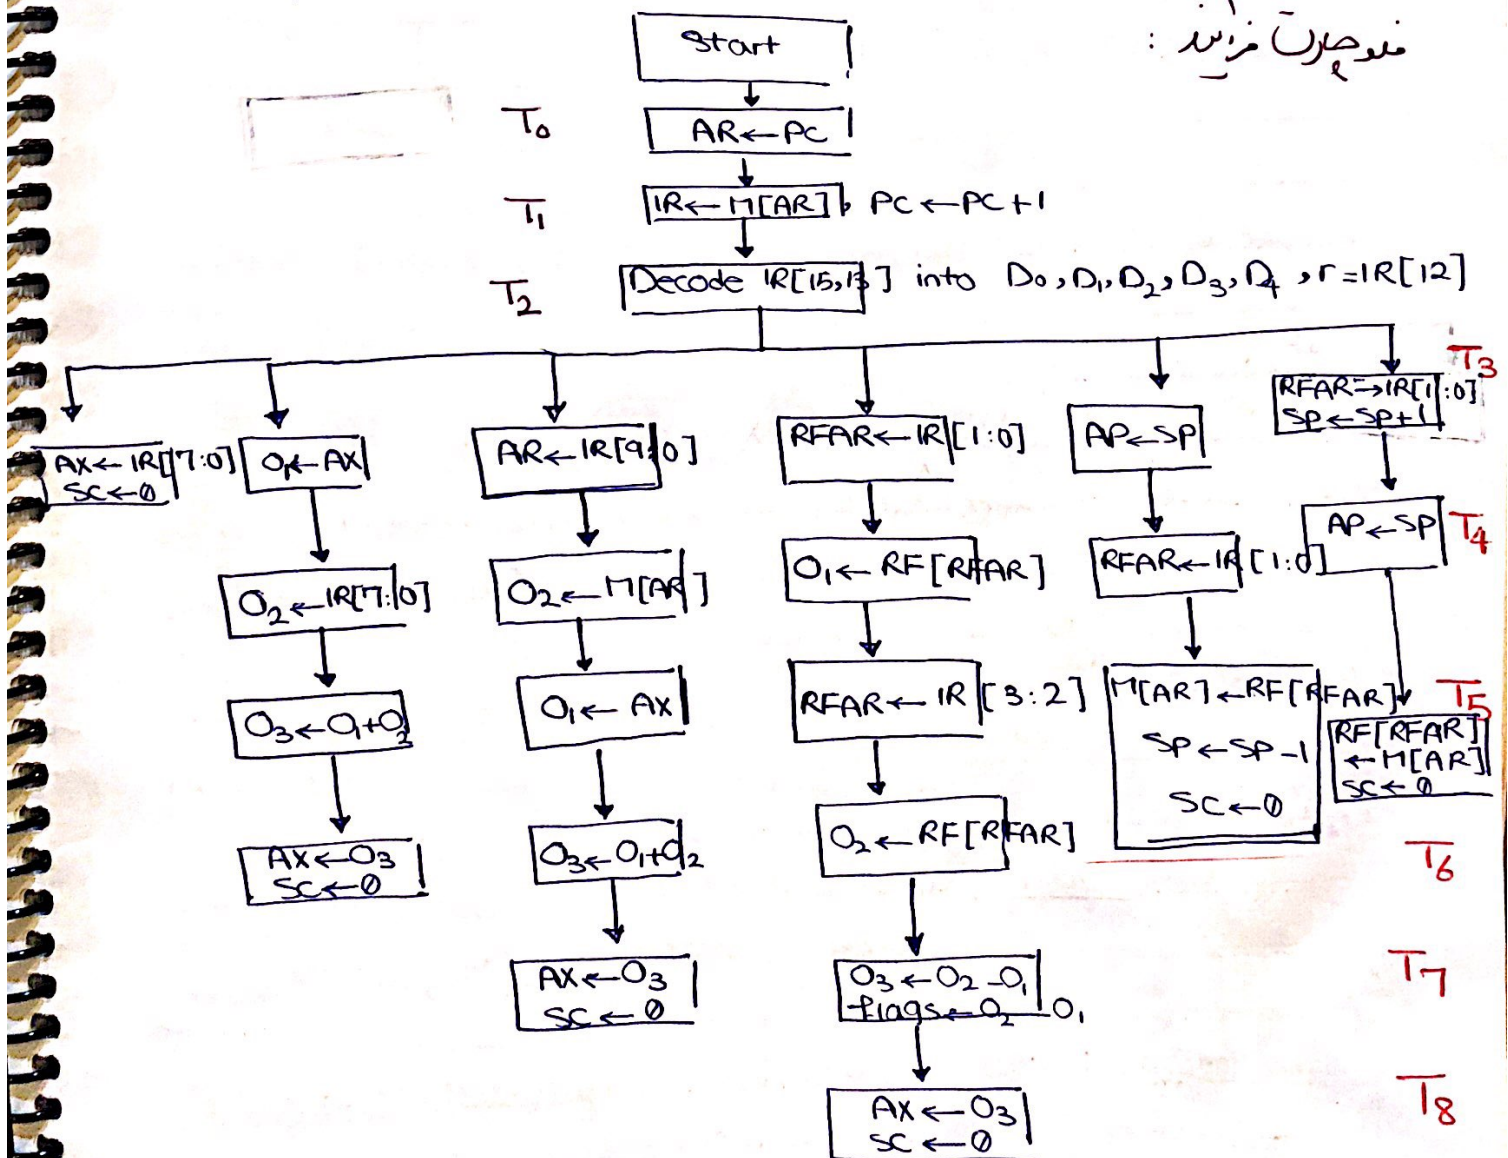 فلوچارت فرآیند :
Start
T0
AR←PC
T1
IR←M[AR], PC←PC+1
T2
Decode IR[15,13] into D0, D1, D2, D3, D4, r=IR[12]
T3
AX←IR[7:0]
SC←0
O1←AX
O2←IR[7:0]
O3←O1+O2
AX←O3
SC←0
AR←IR[9:0]
O2←M[AR]
O1←AX
O3←O1+O2
AX←O3
SC←0
RFAR←IR[1:0]
O1←RF[RFAR]
RFAR←IR[3:2]
O2←RF[RFAR]
O3←O2-O1
flags←O2-O1
AX←O3
SC←0
AP←SP
RFAR←IR[1:0]
M[AR]←RF[RFAR]
SP←SP-1
SC←0
RFAR→IR[1:0]
SP←SP+1
AP←SP
RF[RFAR]
←M[AR]
SC←0
T4
T5
T6
T7
T8